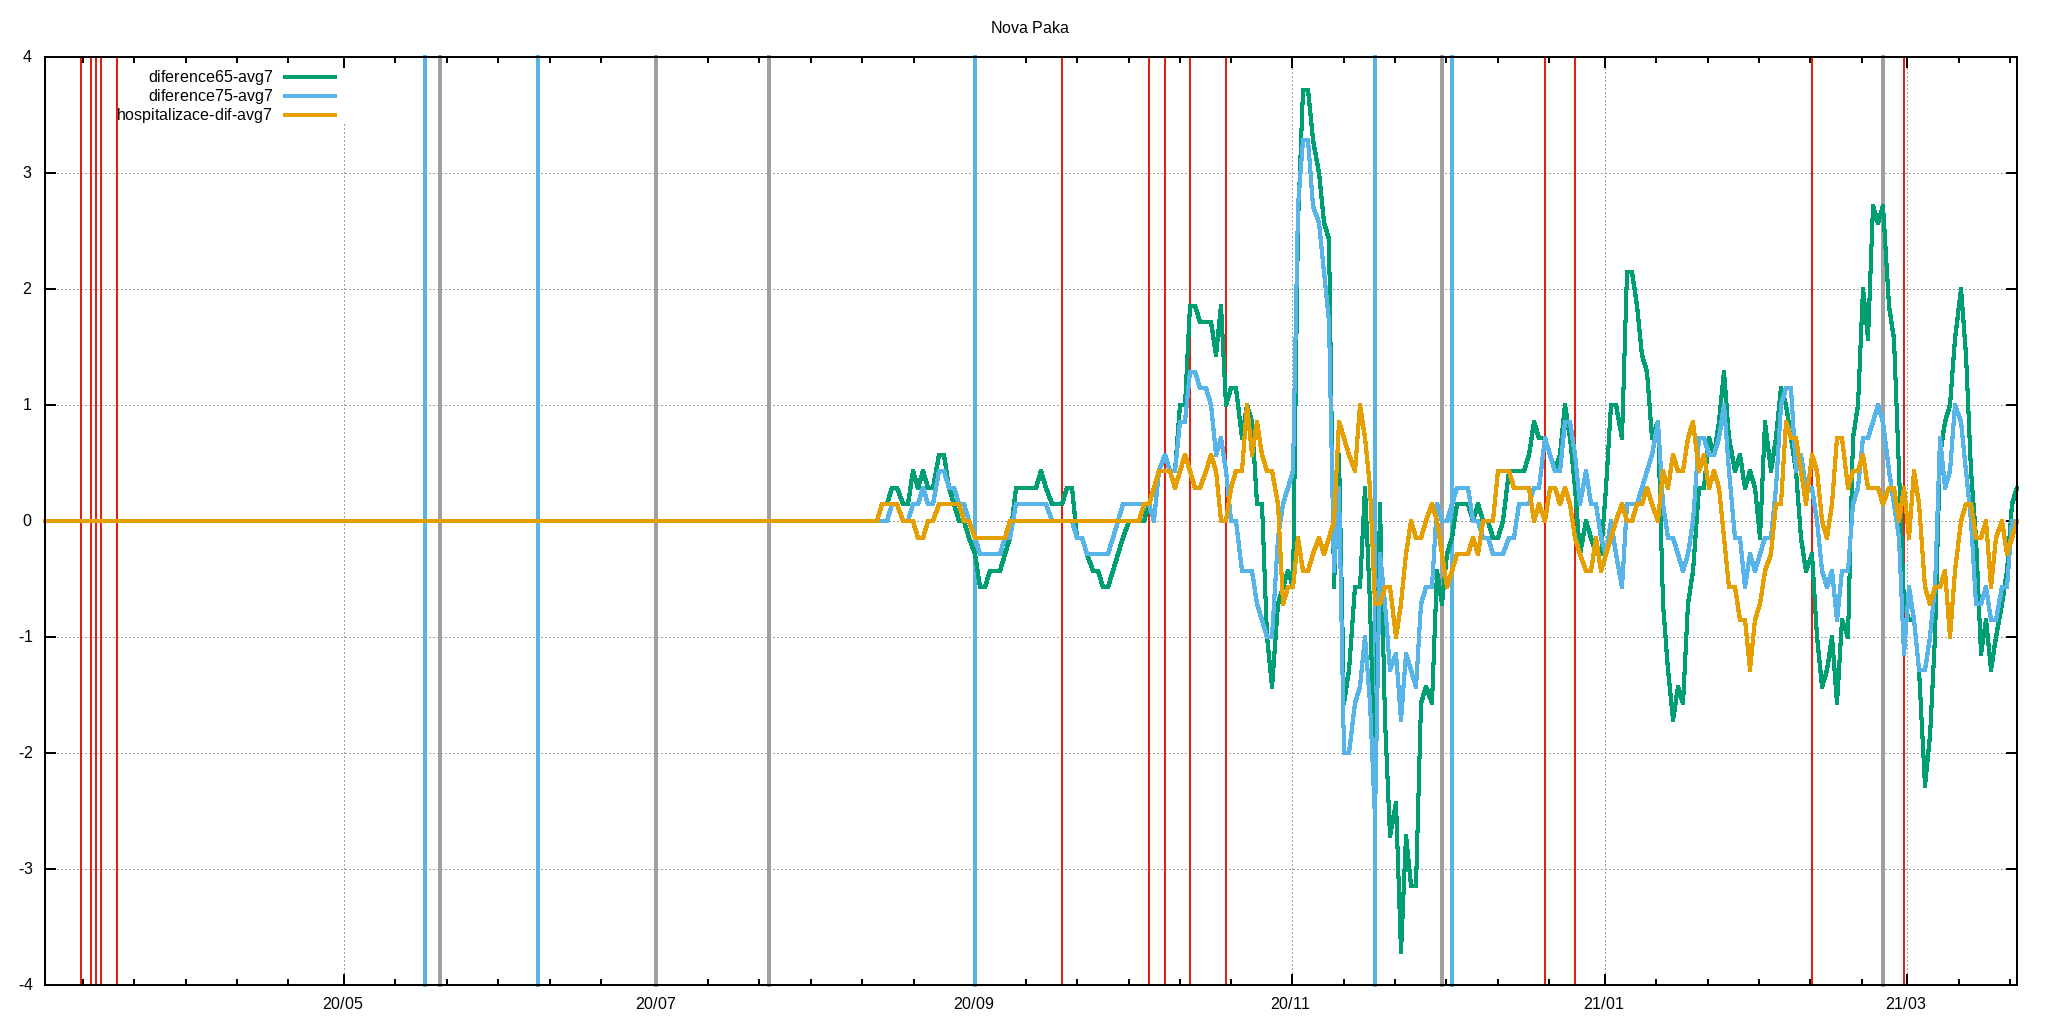 Nova Paka
4
diference65-avg7
diference75-avg7
hospitalizace-dif-avg7
3
2
1
0
-1
-2
-3
-4
20/05 20/07 20/09 20/11 21/01 21/03